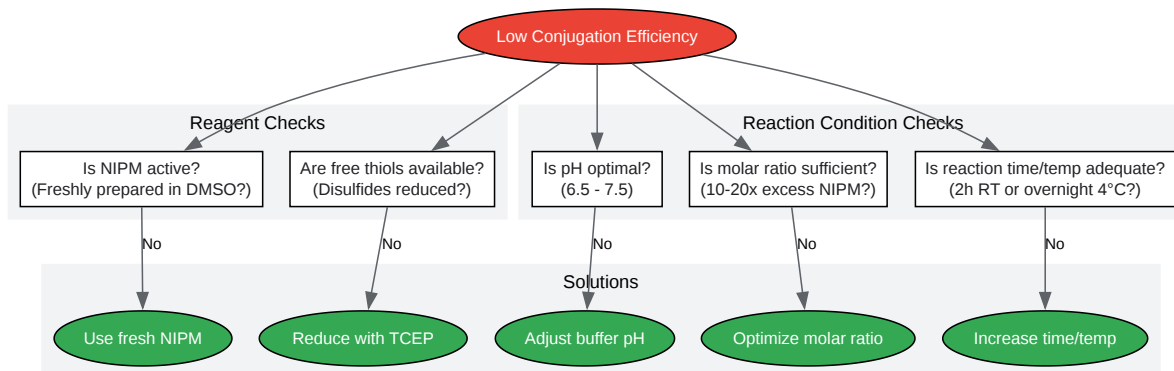 Low Conjugation Efficiency
Reagent Checks
Reaction Condition Checks
Is NIPM active?
(Freshly prepared in DMSO?)
Are free thiols available?
(Disulfides reduced?)
Is pH optimal?
(6.5 - 7.5)
Is molar ratio sufficient?
(10-20x excess NIPM?)
Is reaction time/temp adequate?
(2h RT or overnight 4°C?)
No
No
No
No
No
Solutions
Use fresh NIPM
Reduce with TCEP
Adjust buffer pH
Optimize molar ratio
Increase time/temp